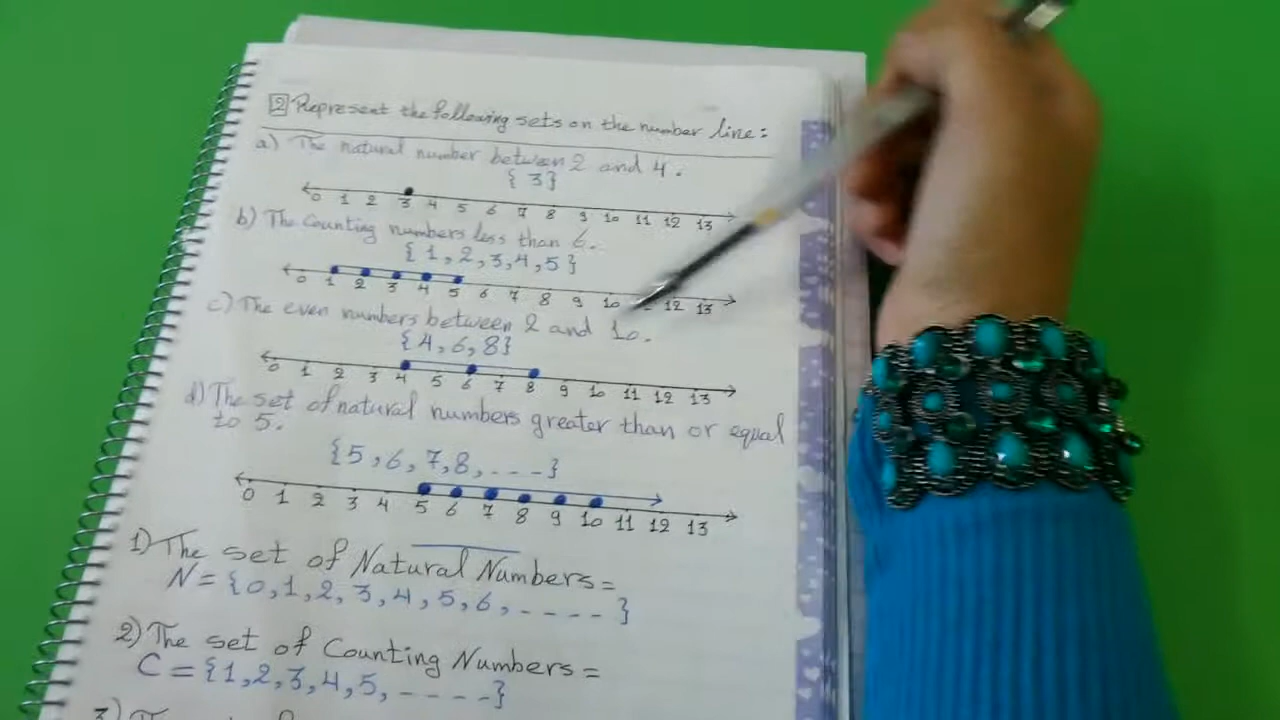 2 Represent the following sets on the number line:
a) The natural number between 2 and 4.
{ 3 }
0 1 2 3 4 5 6 7 8 9 10 11 12 13
b) The Counting numbers less than 6.
{ 1, 2, 3, 4, 5 }
0 1 2 3 4 5 6 7 8 9 10 12 13
c) The even numbers between 2 and 10.
{ 4, 6, 8 }
0 1 2 3 4 5 6 7 8 9 10 11 12 13
d) The set of natural numbers greater than or equal
to 5.
{5, 6, 7, 8, - - - }
0 1 2 3 4 5 6 7 8 9 10 11 12 13
1) The set of Natural Numbers =
N = {0, 1, 2, 3, 4, 5, 6, - - - - }
2) The set of Counting Numbers =
C = {1, 2, 3, 4, 5, - - - - }
3) The